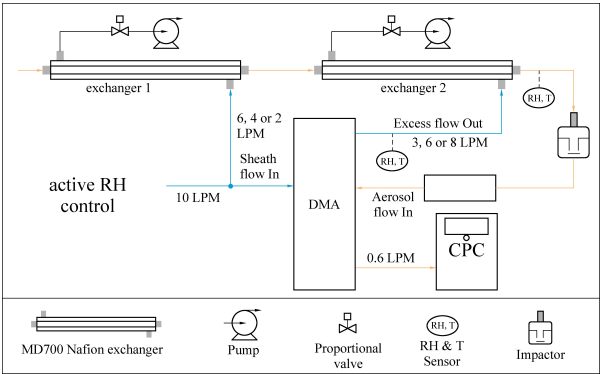 exchanger 1
exchanger 2
RH, T
6, 4 or 2
LPM
Excess flow Out
3, 6 or 8 LPM
RH, T
Sheath
flow In
active RH
control
10 LPM
DMA
Aerosol
flow In
CPC
0.6 LPM
MD700 Nafion exchanger
Pump
Proportional
valve
RH, T
RH & T
Sensor
Impactor